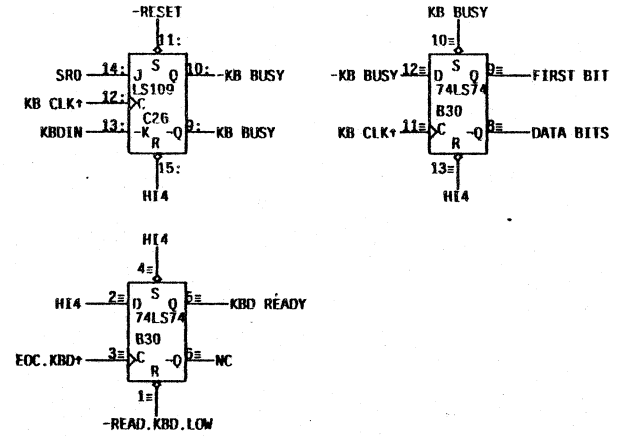 -RESET
11:
S
SR0 14: J Q 10: -KB BUSY
LS109
KB CLK↑ 12: C
C26
KBDIN 13: -K -Q 9: KB BUSY
R
15:
HI4
KB BUSY
10≡
S
-KB BUSY 12≡ D Q 9≡ FIRST BIT
74LS74
B30
KB CLK↑ 11≡ C -Q 8≡ DATA BITS
R
13≡
HI4
HI4
4≡
S
HI4 2≡ D Q 5≡ KBD READY
74LS74
B30
EOC.KBD↑ 3≡ C -Q 6≡ NC
R
1≡
-READ.KBD.LOW